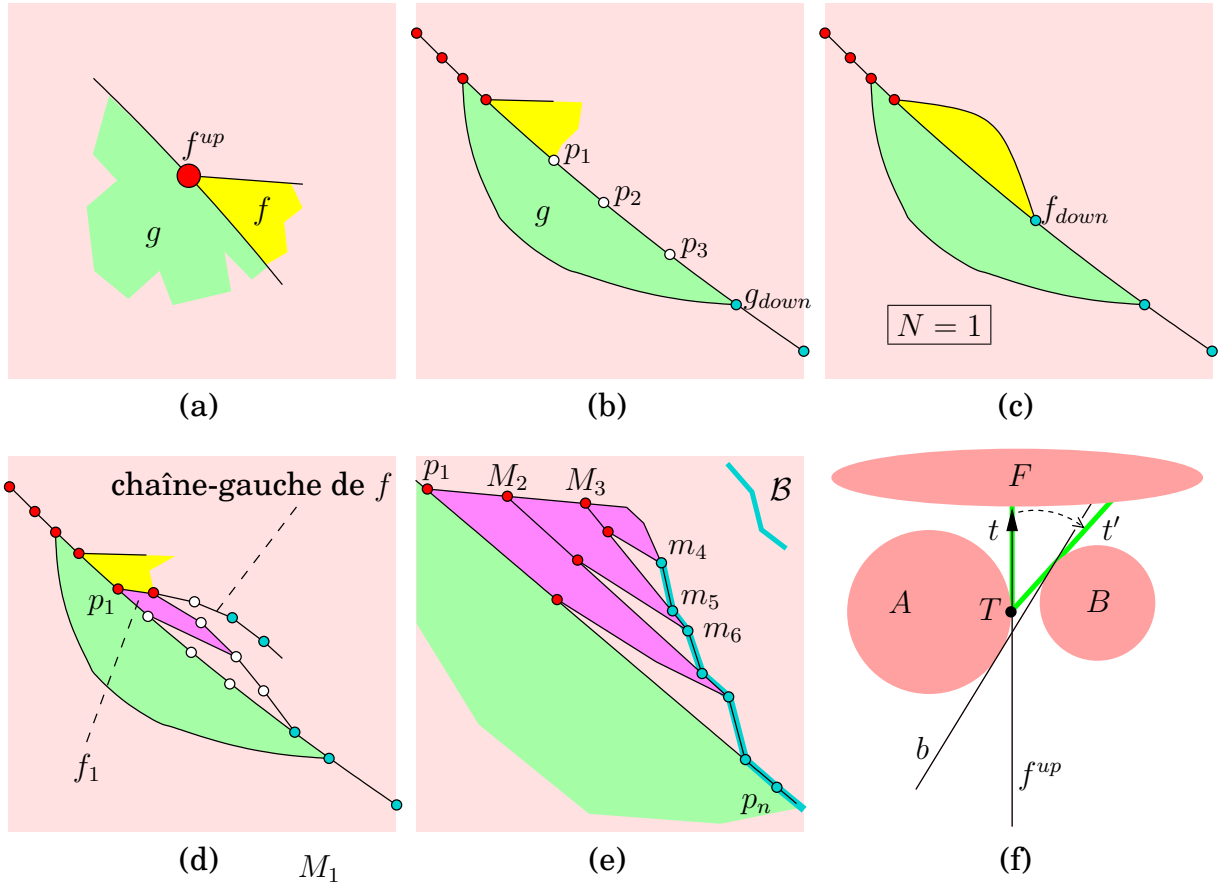 f^{up}
f
g
(a)
p_1
p_2
g
p_3
g_{down}
(b)
f_{down}
N = 1
(c)
chaîne-gauche de f
p_1
f_1
(d)
M_1
p_1
M_2
M_3
\mathcal{B}
m_4
m_5
m_6
p_n
(e)
F
t
t'
A
T
B
b
f^{up}
(f)